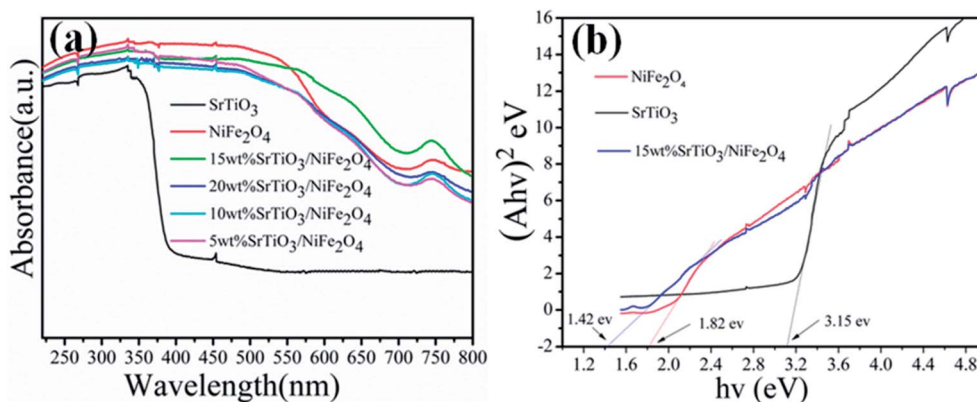 (a)
Absorbance(a.u.)
SrTiO3
NiFe2O4
15wt%SrTiO3/NiFe2O4
20wt%SrTiO3/NiFe2O4
10wt%SrTiO3/NiFe2O4
5wt%SrTiO3/NiFe2O4
250 300 350 400 450 500 550 600 650 700 750 800
Wavelength(nm)
(b)
(Ahv)2 eV
16
14
12
10
8
6
4
2
0
-2
NiFe2O4
SrTiO3
15wt%SrTiO3/NiFe2O4
1.42 ev
1.82 ev
3.15 ev
1.2 1.6 2.0 2.4 2.8 3.2 3.6 4.0 4.4 4.8
hv (eV)